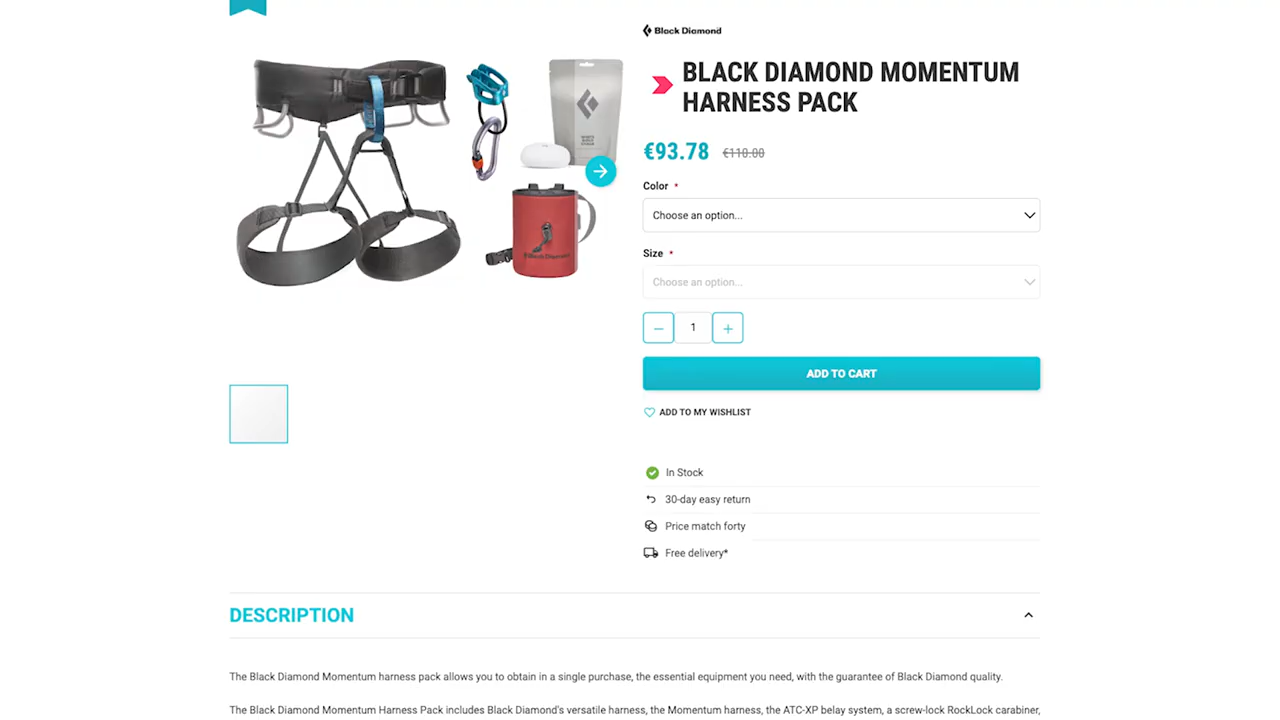 Black Diamond
BLACK DIAMOND MOMENTUM
HARNESS PACK
€93.78 €110.00
Color *
Choose an option...
Size *
Choose an option...
1
ADD TO CART
ADD TO MY WISHLIST
In Stock
30-day easy return
Price match forty
Free delivery*
Black Diamond
DESCRIPTION
The Black Diamond Momentum harness pack allows you to obtain in a single purchase, the essential equipment you need, with the guarantee of Black Diamond quality.
The Black Diamond Momentum Harness Pack includes Black Diamond's versatile harness, the Momentum harness, the ATC-XP belay system, a screw-lock RockLock carabiner,